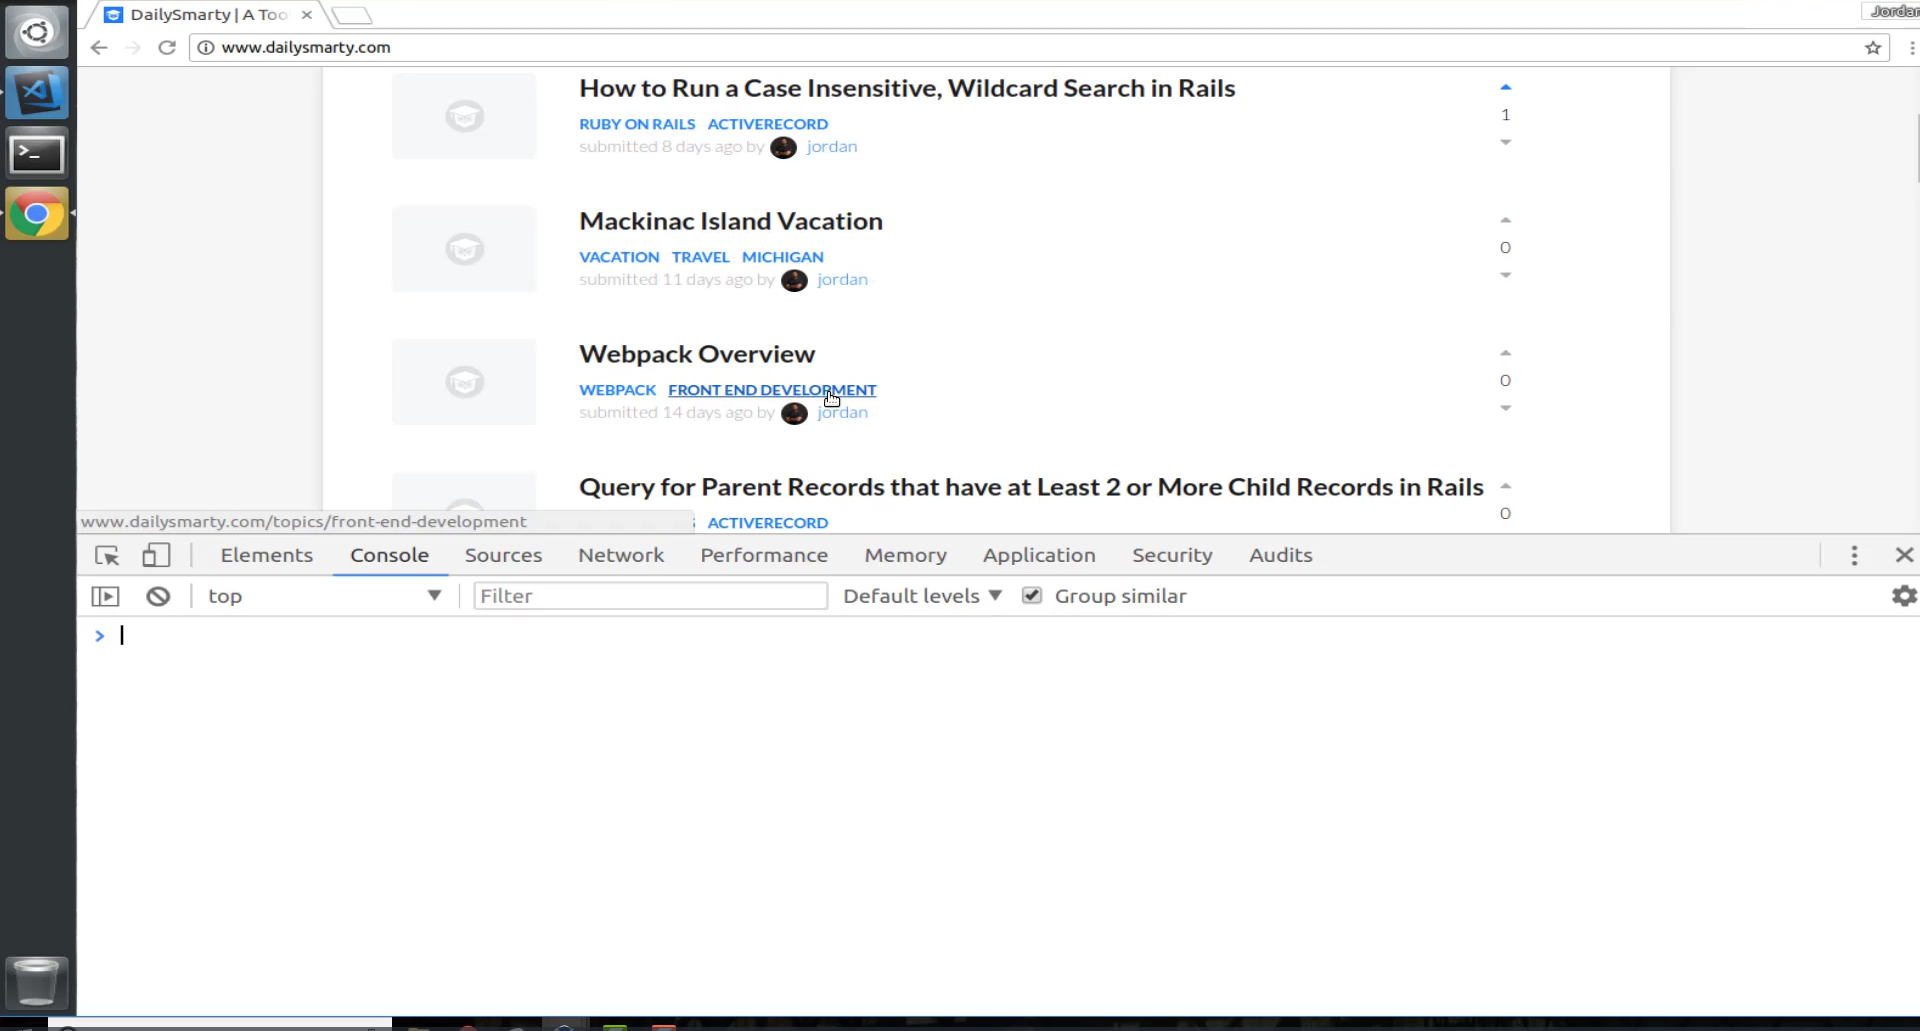 DailySmarty | A Too
Jordan
www.dailysmarty.com
How to Run a Case Insensitive, Wildcard Search in Rails
RUBY ON RAILS ACTIVERECORD
submitted 8 days ago by jordan
1
Mackinac Island Vacation
VACATION TRAVEL MICHIGAN
submitted 11 days ago by jordan
0
Webpack Overview
WEBPACK FRONT END DEVELOPMENT
submitted 14 days ago by jordan
0
Query for Parent Records that have at Least 2 or More Child Records in Rails
ACTIVERECORD
0
www.dailysmarty.com/topics/front-end-development
Elements Console Sources Network Performance Memory Application Security Audits
top Filter Default levels Group similar
>